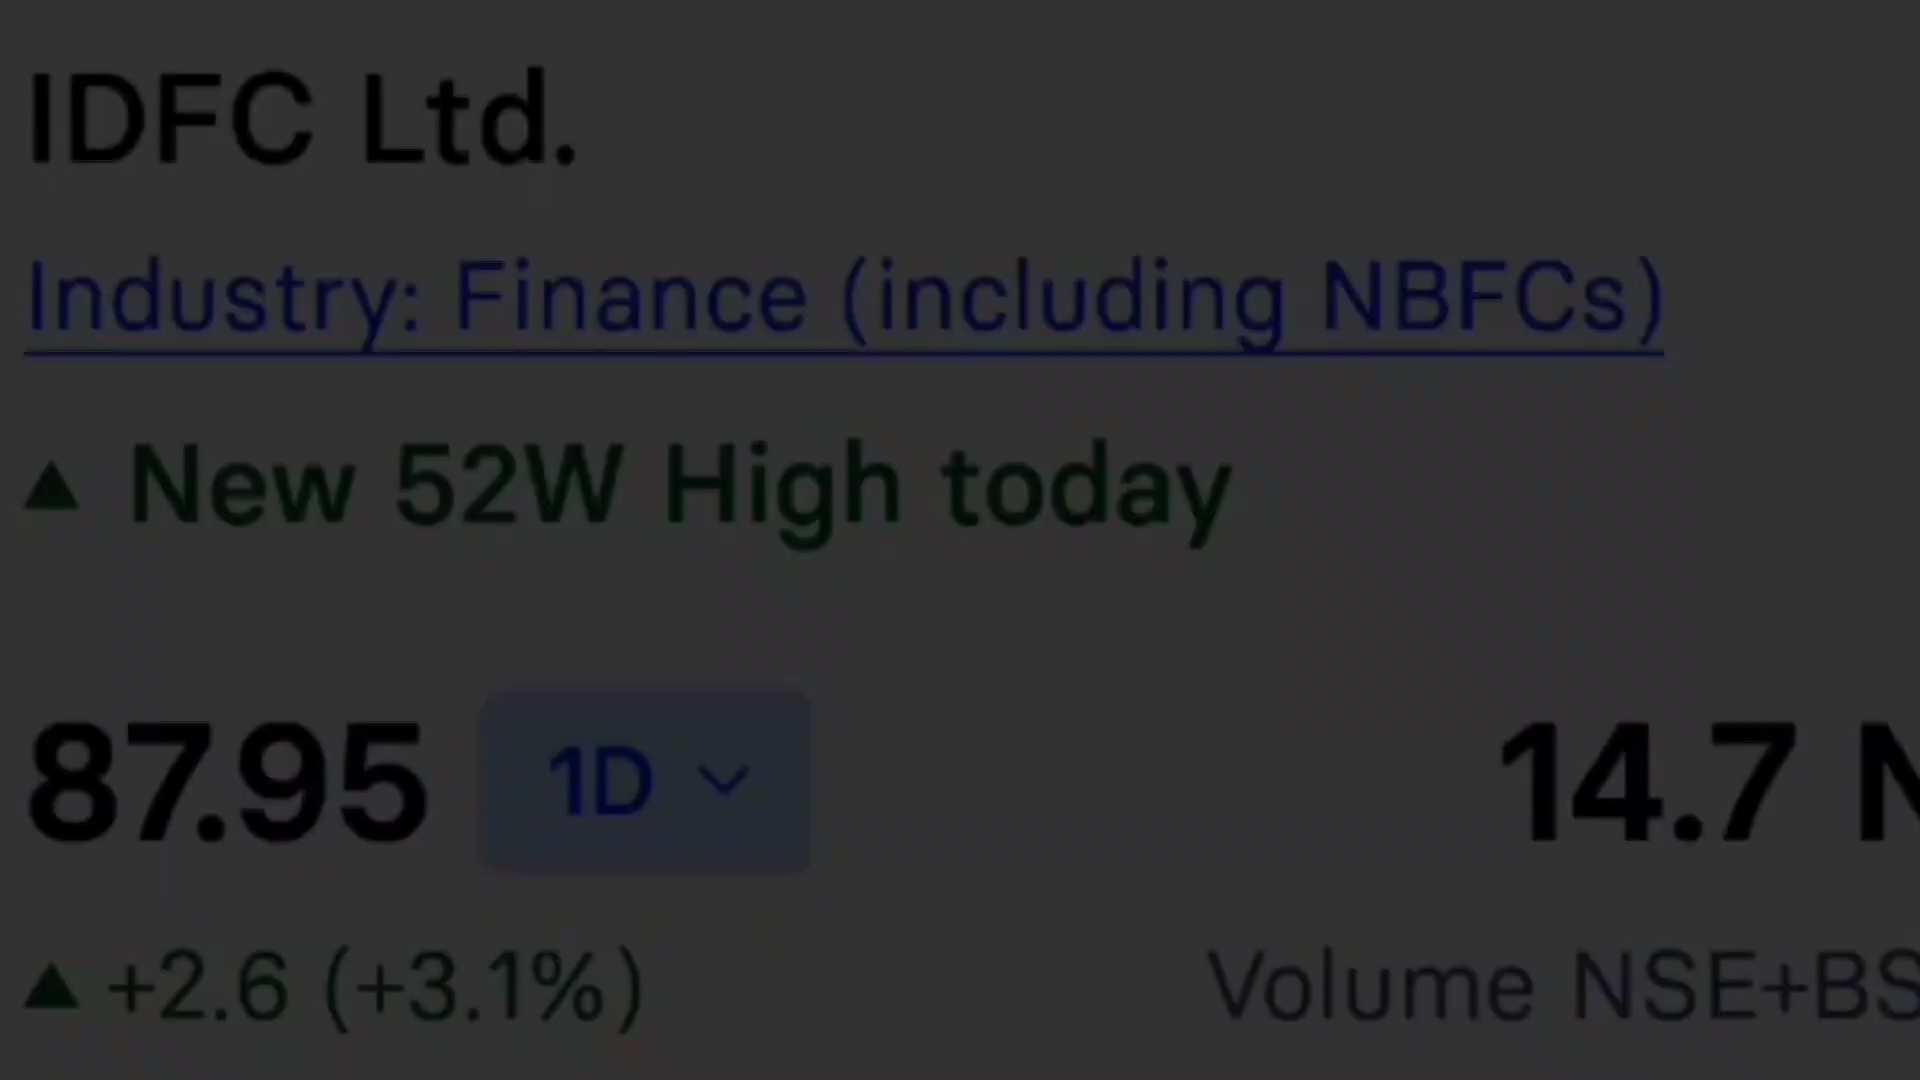 IDFC Ltd.
Industry: Finance (including NBFCs)
▲ New 52W High today
87.95 1D 14.7
▲ +2.6 (+3.1%) Volume NSE+BS